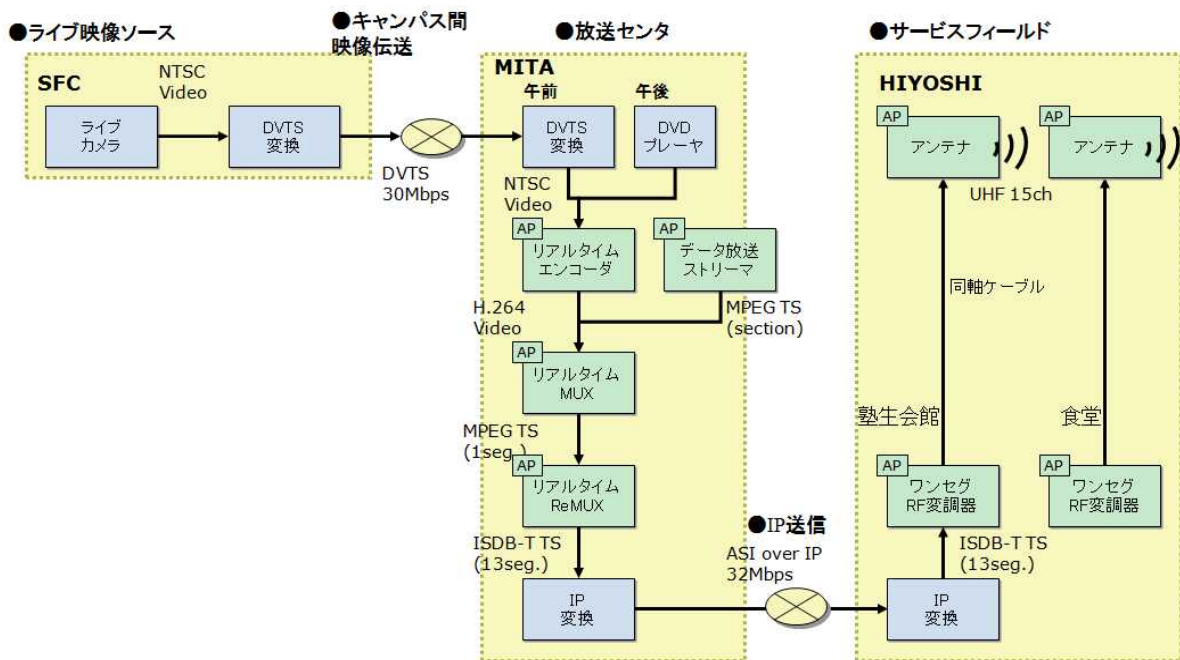 ●ライブ映像ソース
SFC
NTSC
Video
ライブ
カメラ
DVTS
変換
●キャンパス間
映像伝送
DVTS
30Mbps
●放送センタ
MITA
午前
午後
DVTS
変換
DVD
プレーヤ
NTSC
Video
AP
リアルタイム
エンコーダ
AP
データ放送
ストリーマ
H.264
Video
MPEG TS
(section)
AP
リアルタイム
MUX
MPEG TS
(1seg.)
AP
リアルタイム
ReMUX
ISDB-T TS
(13seg.)
IP
変換
●IP送信
ASI over IP
32Mbps
●サービスフィールド
HIYOSHI
AP
アンテナ
AP
アンテナ
UHF 15ch
同軸ケーブル
塾生会館
食堂
AP
ワンセグ
RF変調器
AP
ワンセグ
RF変調器
ISDB-T TS
(13seg.)
IP
変換